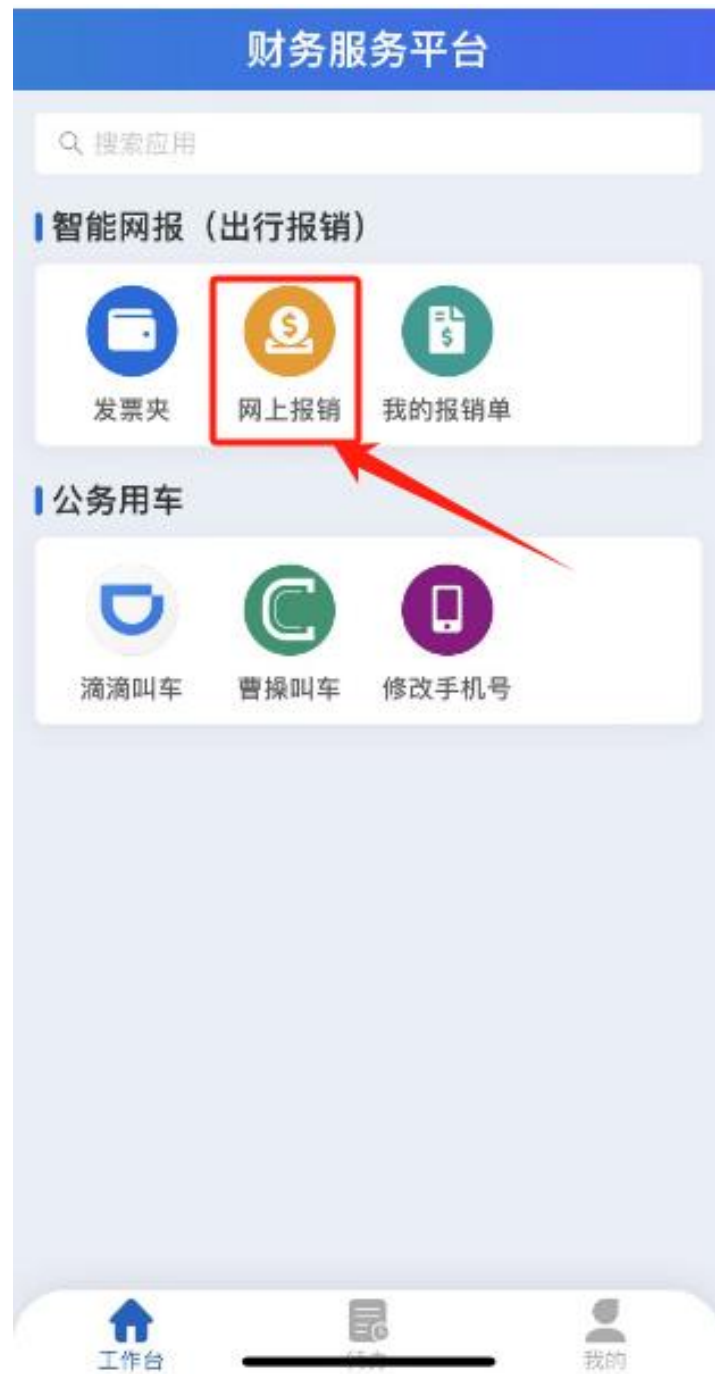 财务服务平台
搜索应用
智能网报（出行报销）
发票夹 网上报销 我的报销单
公务用车
滴滴叫车 曹操叫车 修改手机号
工作台 我的